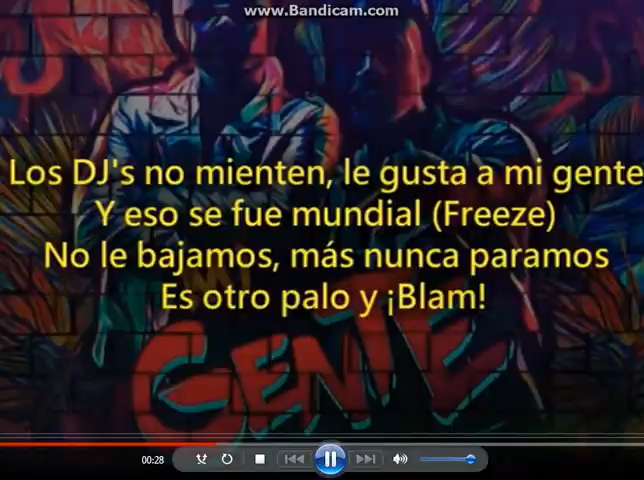 www.Bandicam.com
Los DJ's no mienten, le gusta a mi gente
Y eso se fue mundial (Freeze)
No le bajamos, más nunca paramos
Es otro palo y ¡Blam!
GENTE
00:28